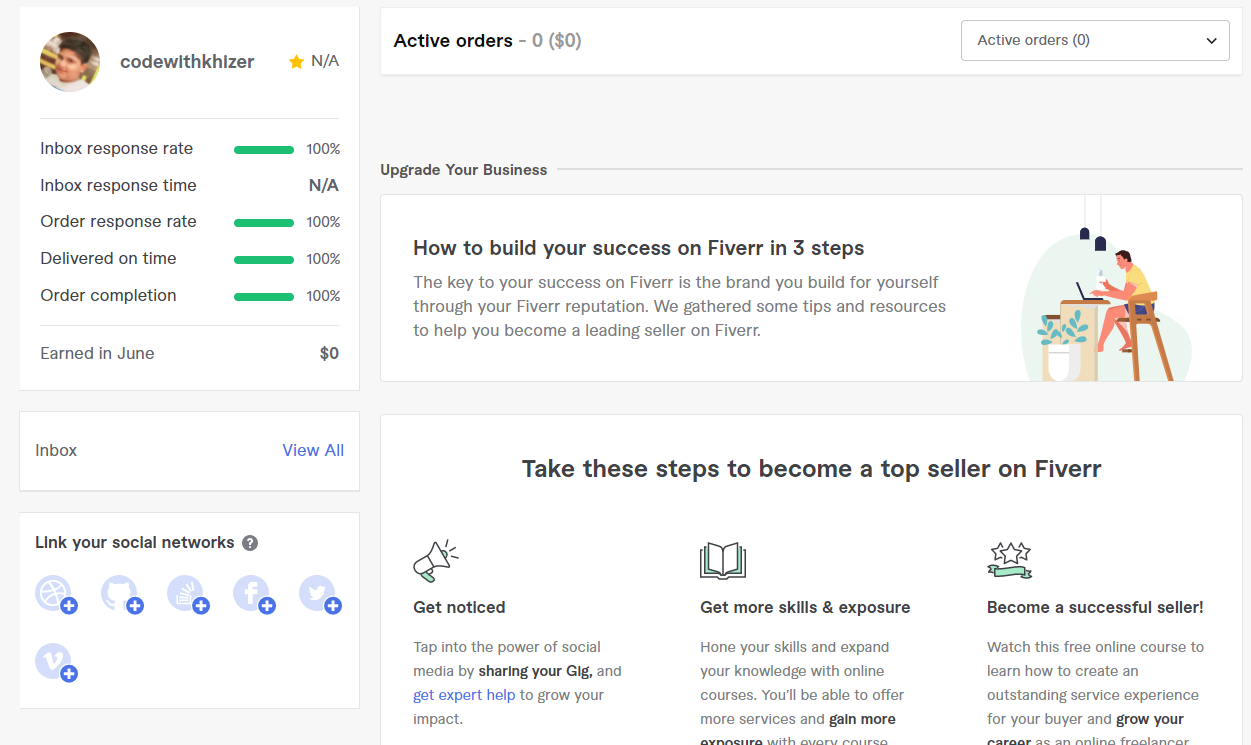 codewithkhizer
N/A
Inbox response rate
100%
Inbox response time
N/A
Order response rate
100%
Delivered on time
100%
Order completion
100%
Earned in June
$0
Inbox
View All
Link your social networks
?
Active orders - 0 ($0)
Active orders (0)
Upgrade Your Business
How to build your success on Fiverr in 3 steps
The key to your success on Fiverr is the brand you build for yourself
through your Fiverr reputation. We gathered some tips and resources
to help you become a leading seller on Fiverr.
Take these steps to become a top seller on Fiverr
Get noticed
Tap into the power of social
media by sharing your Gig, and
get expert help to grow your
impact.
Get more skills & exposure
Hone your skills and expand
your knowledge with online
courses. You’ll be able to offer
more services and gain more
exposure with every course
Become a successful seller!
Watch this free online course to
learn how to create an
outstanding service experience
for your buyer and grow your
career as an online freelancer